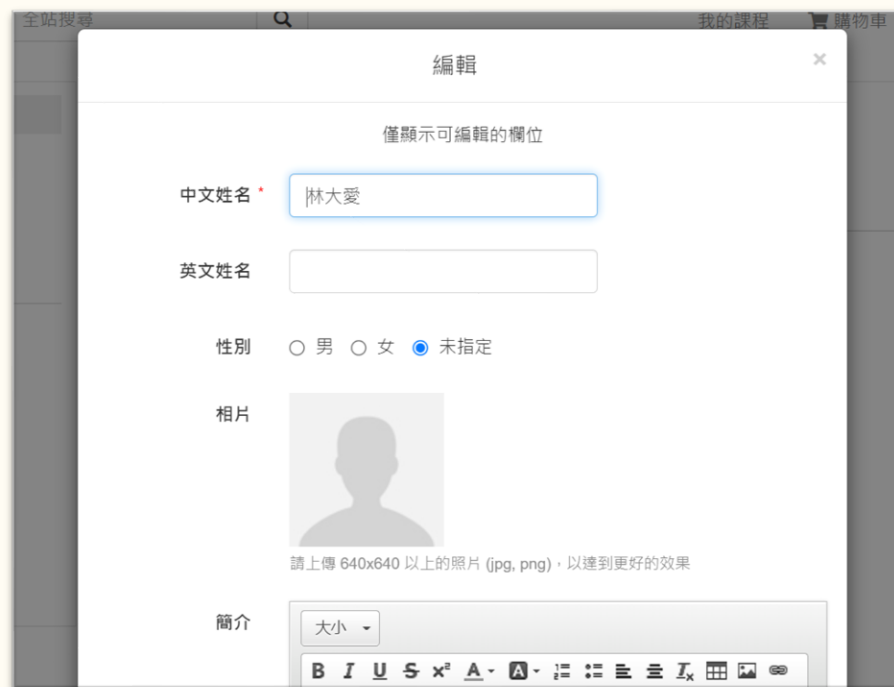 全站搜尋 我的課程 購物車
編輯 ×
僅顯示可編輯的欄位
中文姓名 * 林大愛
英文姓名
性別 男 女 未指定
相片
請上傳 640x640 以上的照片 (jpg, png)，以達到更好的效果
簡介
大小
B I U S x² A A Tx